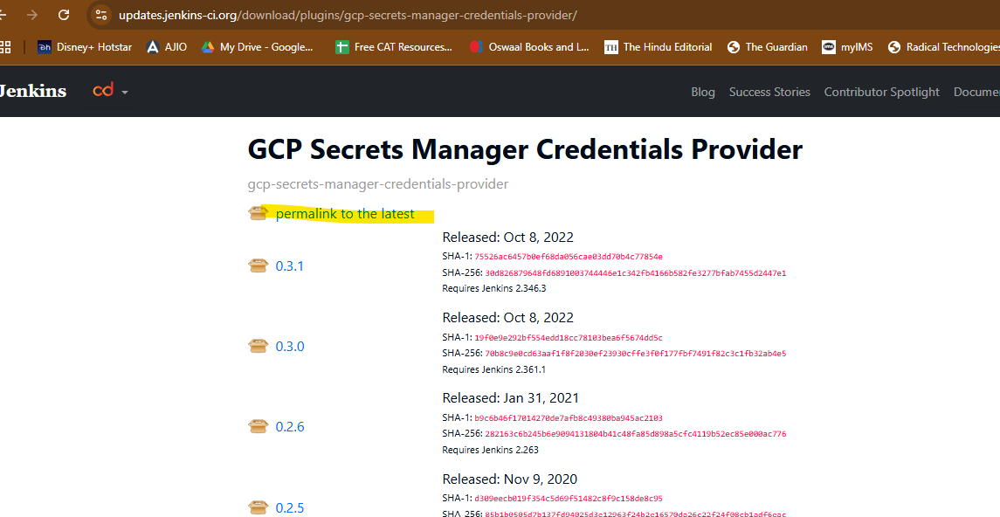 updates.jenkins-ci.org/download/plugins/gcp-secrets-manager-credentials-provider/
Disney+ Hotstar AJIO My Drive - Google... Free CAT Resources... Oswaal Books and L... TH The Hindu Editorial The Guardian ims myIMS Radical Technologies
Jenkins cd Blog Success Stories Contributor Spotlight Docume
GCP Secrets Manager Credentials Provider
gcp-secrets-manager-credentials-provider
permalink to the latest
Released: Oct 8, 2022
SHA-1: 75526ac6457b0ef68da056cae03dd70b4c77854e
0.3.1
SHA-256: 30d826879648fd6891003744446e1c342fb4166b582fe3277bfab7455d2447e1
Requires Jenkins 2.346.3
Released: Oct 8, 2022
SHA-1: 19f0e9e292bf554edd18cc78103bea6f5674dd5c
0.3.0
SHA-256: 70b8c9e0cd63aaf1f8f2030ef23930cffe3f0f177fbf7491f82c3c1fb32ab4e5
Requires Jenkins 2.361.1
Released: Jan 31, 2021
SHA-1: b9c6b46f17014270de7afb8c49380ba945ac2103
0.2.6
SHA-256: 282163c6b245b6e9094131804b41c48fa85d898a5cfc4119b52ec85e000ac776
Requires Jenkins 2.263
Released: Nov 9, 2020
SHA-1: d309eecb019f354c5d69f51482c8f9c158de8c95
0.2.5
SHA-256: